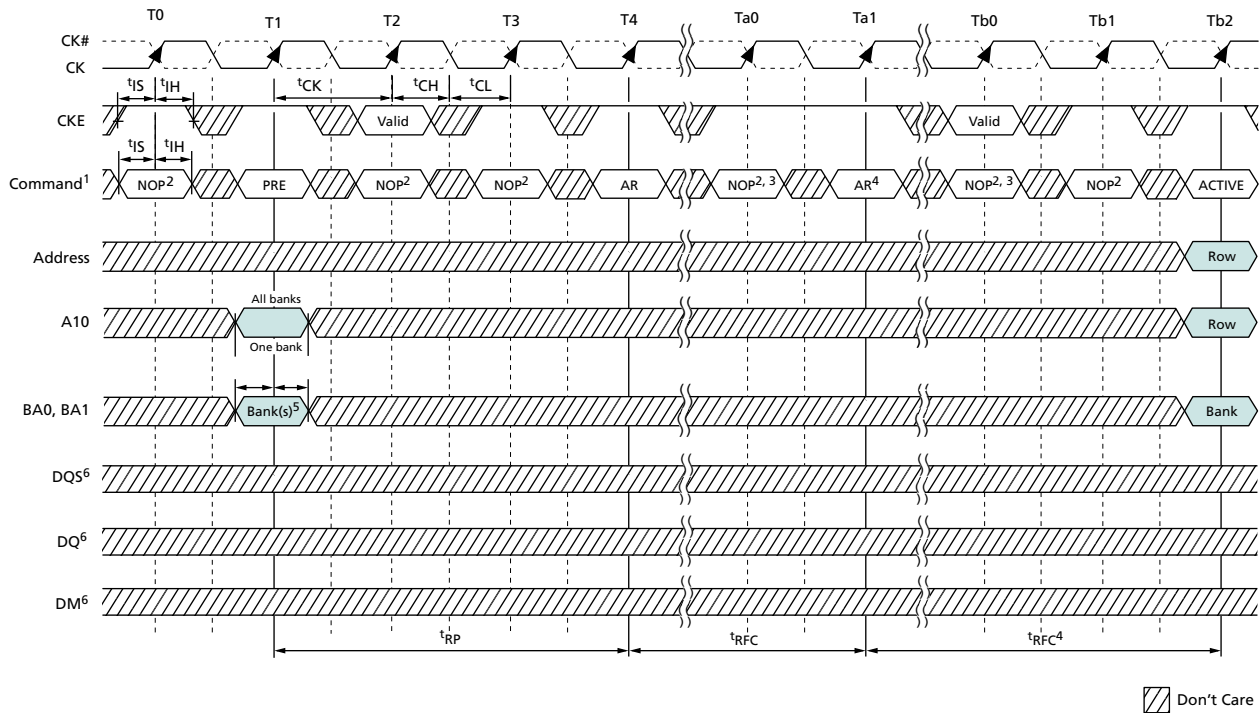 T0 T1 T2 T3 T4 Ta0 Ta1 Tb0 Tb1 Tb2
CK#
CK
tIS tIH tCK tCH tCL
CKE Valid Valid
tIS tIH
Command1 NOP2 PRE NOP2 NOP2 AR NOP2, 3 AR4 NOP2, 3 NOP2 ACTIVE
Address Row
All banks
A10 Row
One bank
BA0, BA1 Bank(s)5 Bank
DQS6
DQ6
DM6
tRP tRFC tRFC4
Don't Care